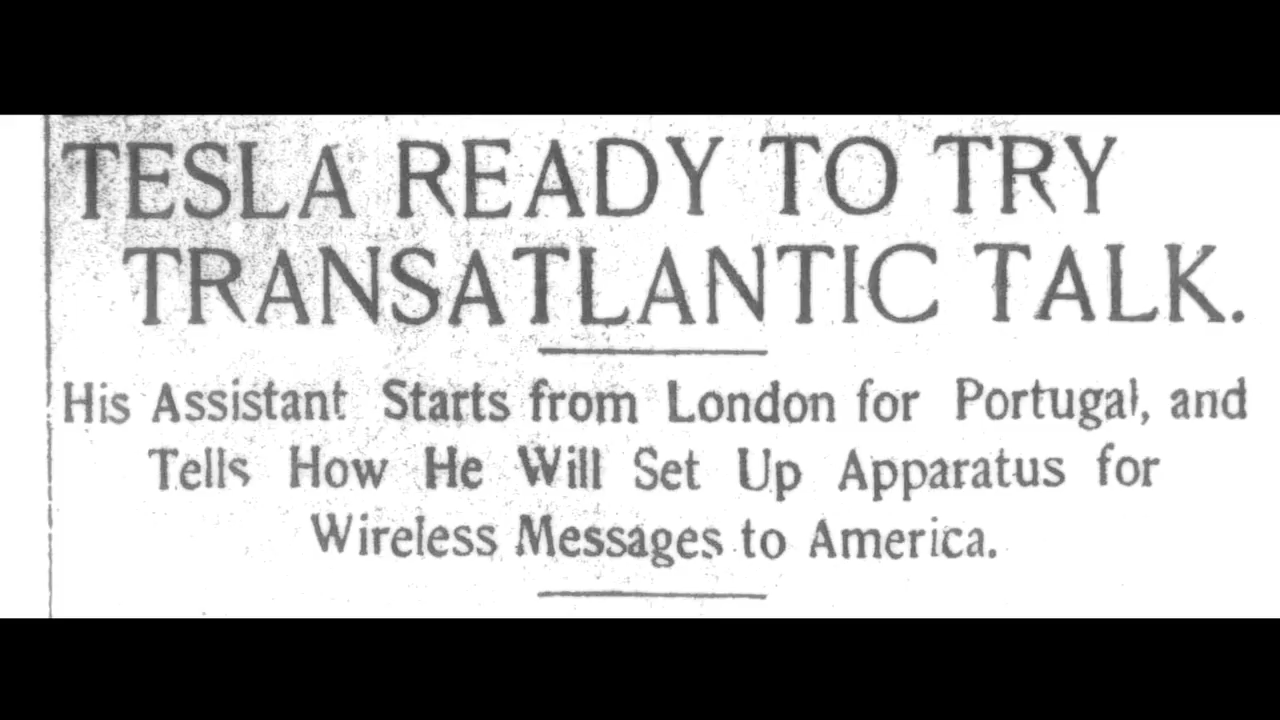 TESLA READY TO TRY
TRANSATLANTIC TALK.
His Assistant Starts from London for Portugal, and
Tells How He Will Set Up Apparatus for
Wireless Messages to America.